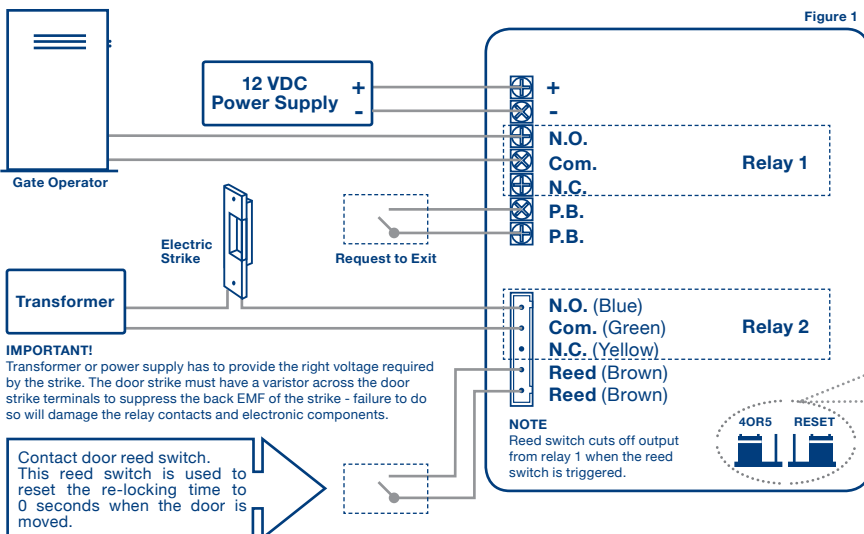 Figure 1
12 VDC
Power Supply
+
-
+
-
N.O.
Com.
N.C.
P.B.
P.B.
Relay 1
Gate Operator
Electric
Strike
Request to Exit
Transformer
N.O. (Blue)
Com. (Green)
N.C. (Yellow)
Reed (Brown)
Reed (Brown)
Relay 2
IMPORTANT!
Transformer or power supply has to provide the right voltage required
by the strike. The door strike must have a varistor across the door
strike terminals to suppress the back EMF of the strike - failure to do
so will damage the relay contacts and electronic components.
NOTE
Reed switch cuts off output
from relay 1 when the reed
switch is triggered.
4OR5 RESET
Contact door reed switch.
This reed switch is used to
reset the re-locking time to
0 seconds when the door is
moved.